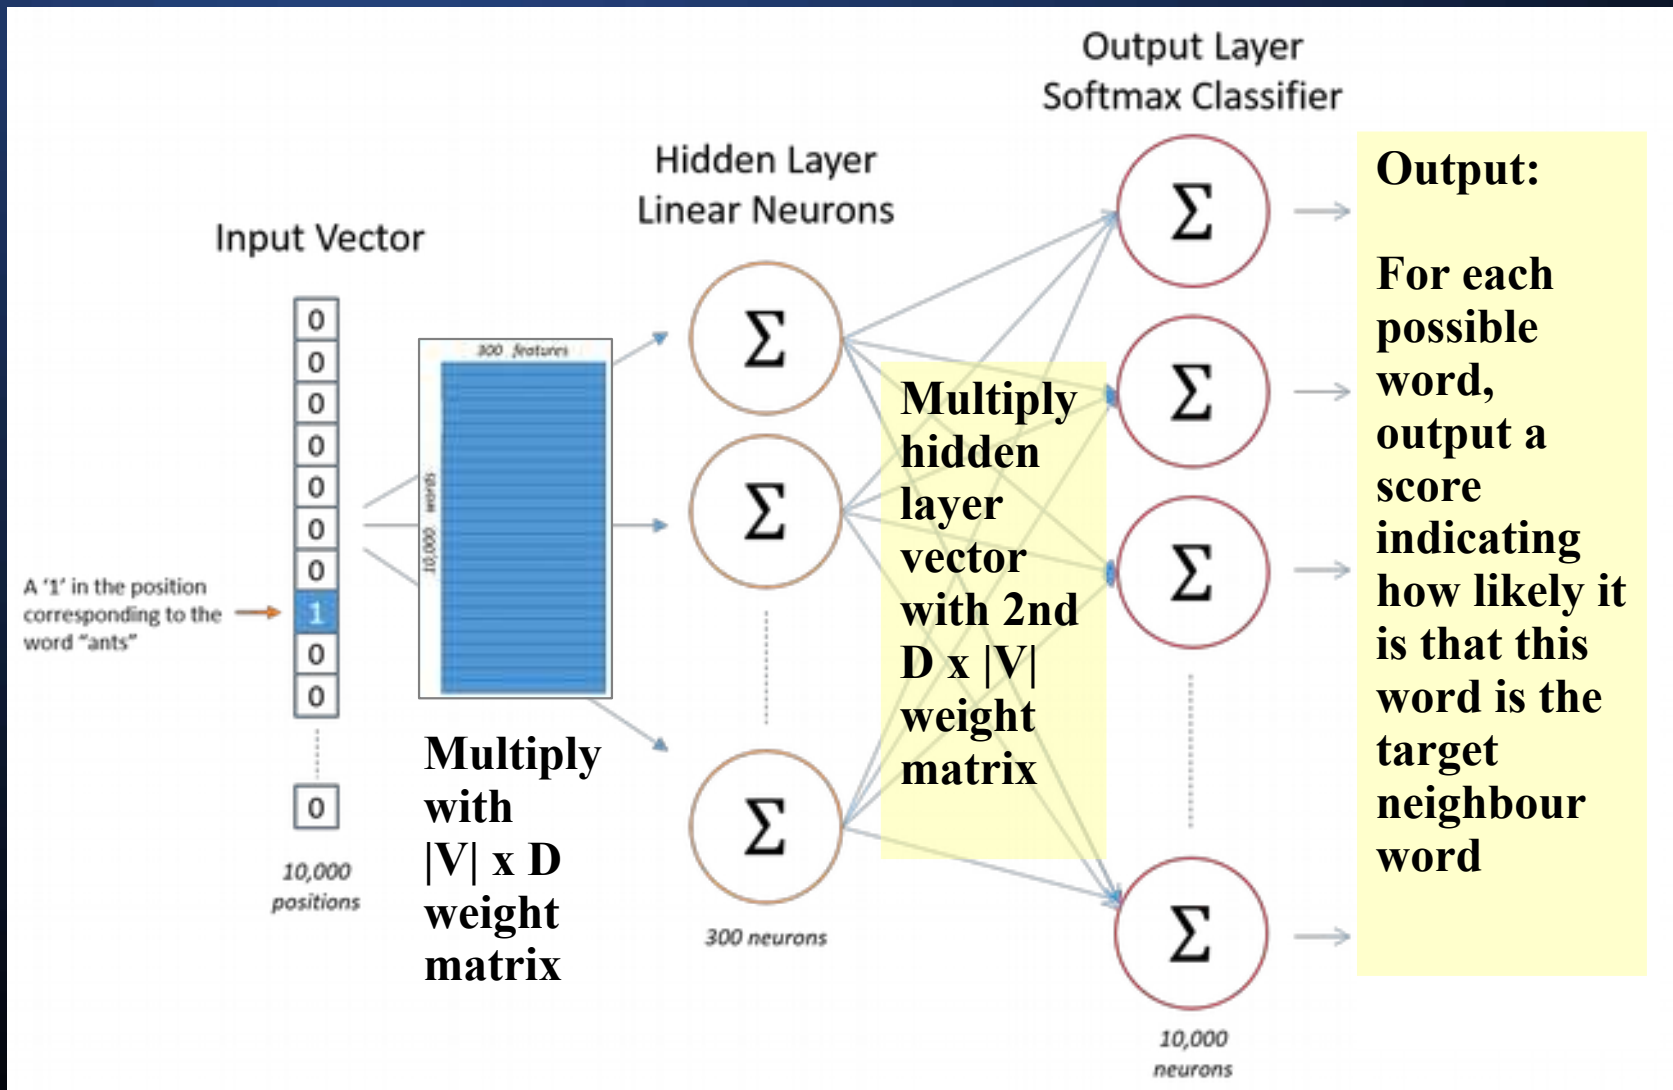 Output Layer
Softmax Classifier
Hidden Layer
Linear Neurons
Input Vector
0
0
0
0
0
0
0
1
0
0
0
A '1' in the position
corresponding to the
word "ants"
10,000
positions
300 features
10,000 words
Multiply
with
|V| x D
weight
matrix
Σ
Σ
Σ
300 neurons
Multiply
hidden
layer
vector
with 2nd
D x |V|
weight
matrix
Σ
Σ
Σ
Σ
10,000
neurons
Output:
For each
possible
word,
output a
score
indicating
how likely it
is that this
word is the
target
neighbour
word